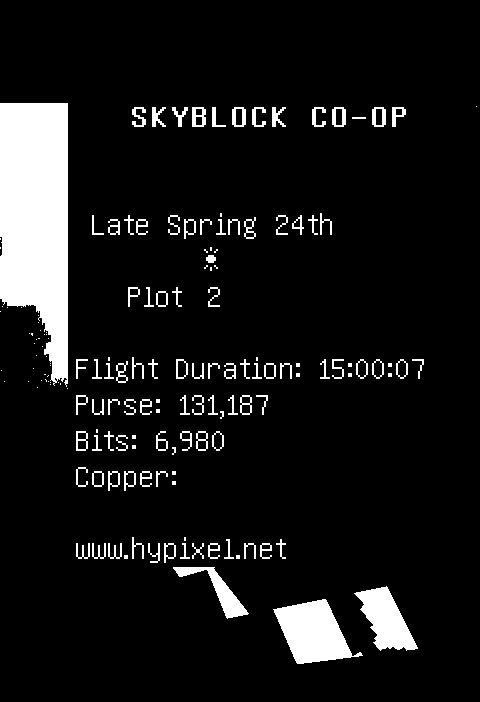 SKYBLOCK CO-OP
Late Spring 24th
Plot 2
Flight Duration: 15:00:07
Purse: 131,187
Bits: 6,980
Copper:
www.hypixel.net